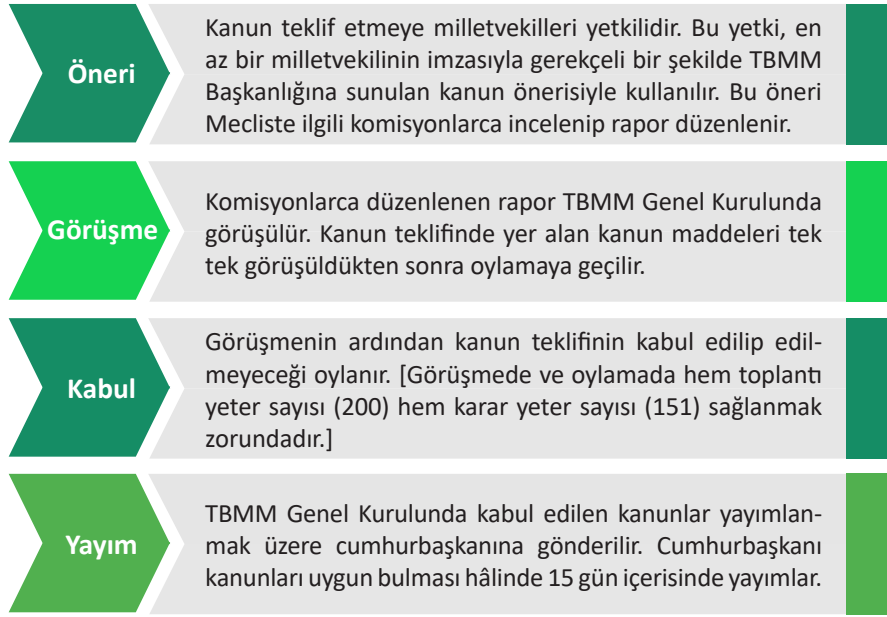 Öneri
Kanun teklif etmeye milletvekilleri yetkilidir. Bu yetki, en
az bir milletvekilinin imzasıyla gerekçeli bir şekilde TBMM
Başkanlığına sunulan kanun önerisiyle kullanılır. Bu öneri
Mecliste ilgili komisyonlarca incelenip rapor düzenlenir.
Görüşme
Komisyonlarca düzenlenen rapor TBMM Genel Kurulunda
görüşülür. Kanun teklifinde yer alan kanun maddeleri tek
tek görüşüldükten sonra oylamaya geçilir.
Kabul
Görüşmenin ardından kanun teklifinin kabul edilip edil-
meyeceği oylanır. [Görüşmede ve oylamada hem toplantı
yeter sayısı (200) hem karar yeter sayısı (151) sağlanmak
zorundadır.]
Yayım
TBMM Genel Kurulunda kabul edilen kanunlar yayımlan-
mak üzere cumhurbaşkanına gönderilir. Cumhurbaşkanı
kanunları uygun bulması hâlinde 15 gün içerisinde yayımlar.